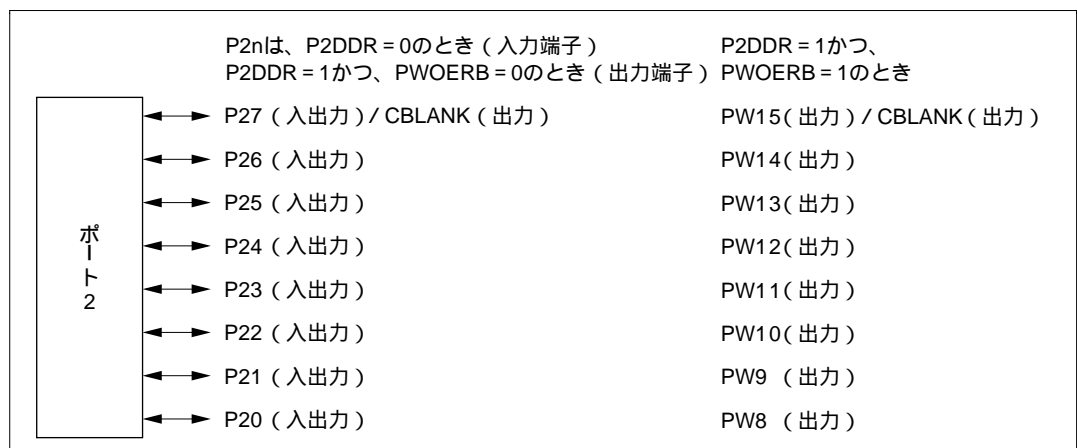 P2nは、P2DDR = 0のとき（入力端子） P2DDR = 1かつ、
P2DDR = 1かつ、PWOERB = 0のとき（出力端子） PWOERB = 1のとき
P27（入出力）/ CBLANK（出力） PW15（出力）/ CBLANK（出力）
P26（入出力） PW14（出力）
P25（入出力） PW13（出力）
P24（入出力） PW12（出力）
P23（入出力） PW11（出力）
P22（入出力） PW10（出力）
P21（入出力） PW9 （出力）
P20（入出力） PW8 （出力）
ポート2